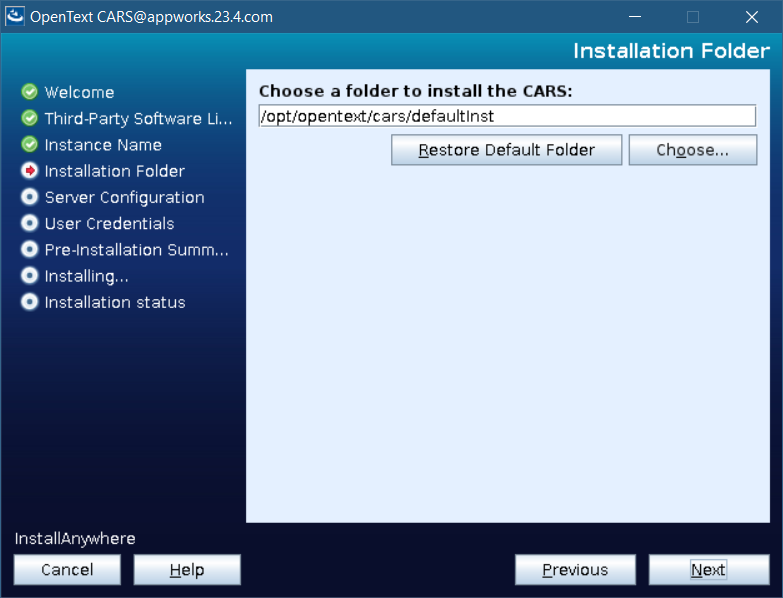 OpenText CARS@appworks.23.4.com
Installation Folder
Welcome
Third-Party Software Li...
Instance Name
Installation Folder
Server Configuration
User Credentials
Pre-Installation Summ...
Installing...
Installation status
Choose a folder to install the CARS:
/opt/opentext/cars/defaultInst
Restore Default Folder
Choose...
InstallAnywhere
Cancel
Help
Previous
Next